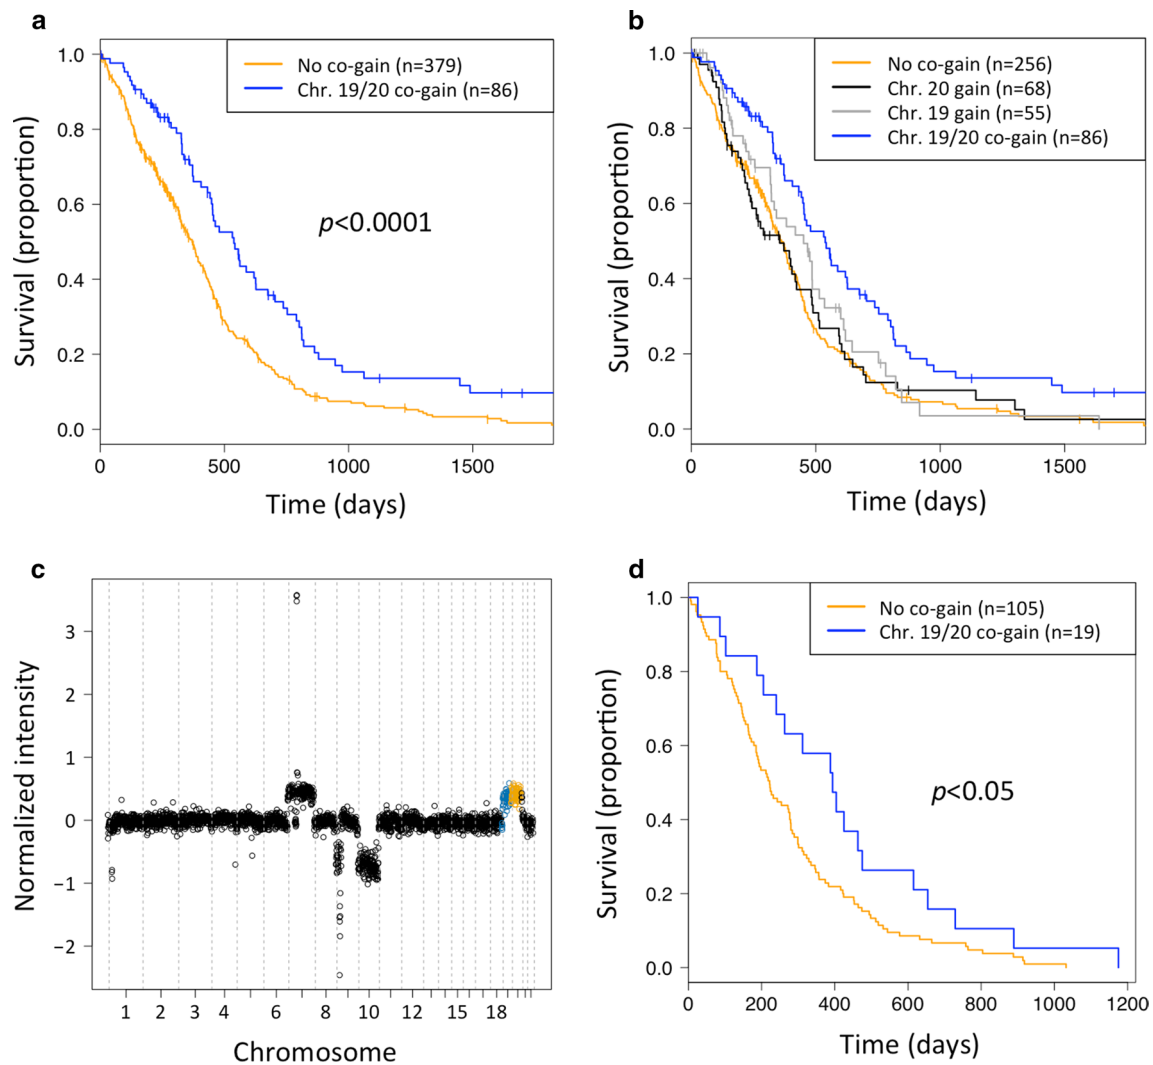 a
No co-gain (n=379)
Chr. 19/20 co-gain (n=86)
p<0.0001
Survival (proportion)
1.0
0.8
0.6
0.4
0.2
0.0
0 500 1000 1500
Time (days)
b
No co-gain (n=256)
Chr. 20 gain (n=68)
Chr. 19 gain (n=55)
Chr. 19/20 co-gain (n=86)
Survival (proportion)
1.0
0.8
0.6
0.4
0.2
0.0
0 500 1000 1500
Time (days)
c
Normalized intensity
3
2
1
0
−1
−2
1 2 3 4 6 8 10 12 15 18
Chromosome
d
No co-gain (n=105)
Chr. 19/20 co-gain (n=19)
p<0.05
Survival (proportion)
1.0
0.8
0.6
0.4
0.2
0.0
0 200 400 600 800 1000 1200
Time (days)